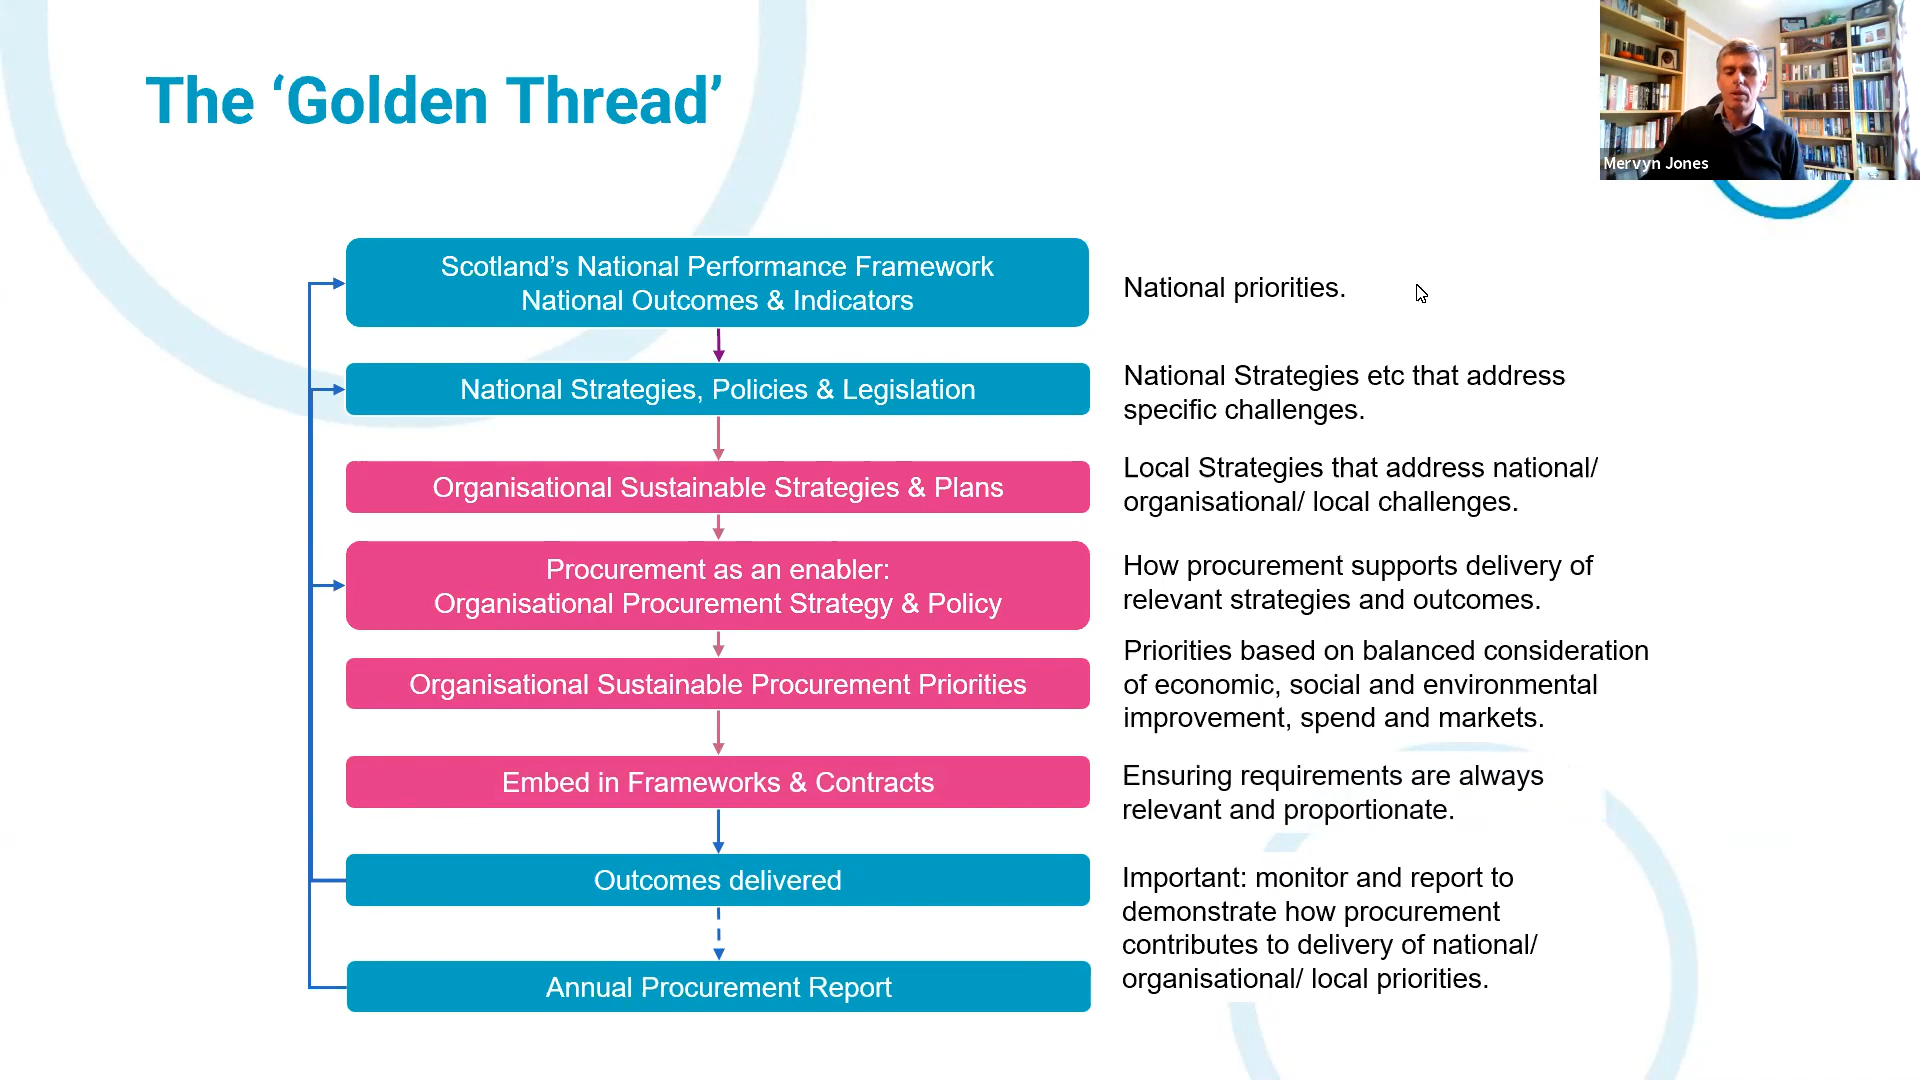 The ‘Golden Thread’
Mervyn Jones
Scotland’s National Performance Framework
National Outcomes & Indicators
National priorities.
National Strategies, Policies & Legislation
National Strategies etc that address
specific challenges.
Organisational Sustainable Strategies & Plans
Local Strategies that address national/
organisational/ local challenges.
Procurement as an enabler:
Organisational Procurement Strategy & Policy
How procurement supports delivery of
relevant strategies and outcomes.
Organisational Sustainable Procurement Priorities
Priorities based on balanced consideration
of economic, social and environmental
improvement, spend and markets.
Embed in Frameworks & Contracts
Ensuring requirements are always
relevant and proportionate.
Outcomes delivered
Important: monitor and report to
demonstrate how procurement
contributes to delivery of national/
organisational/ local priorities.
Annual Procurement Report